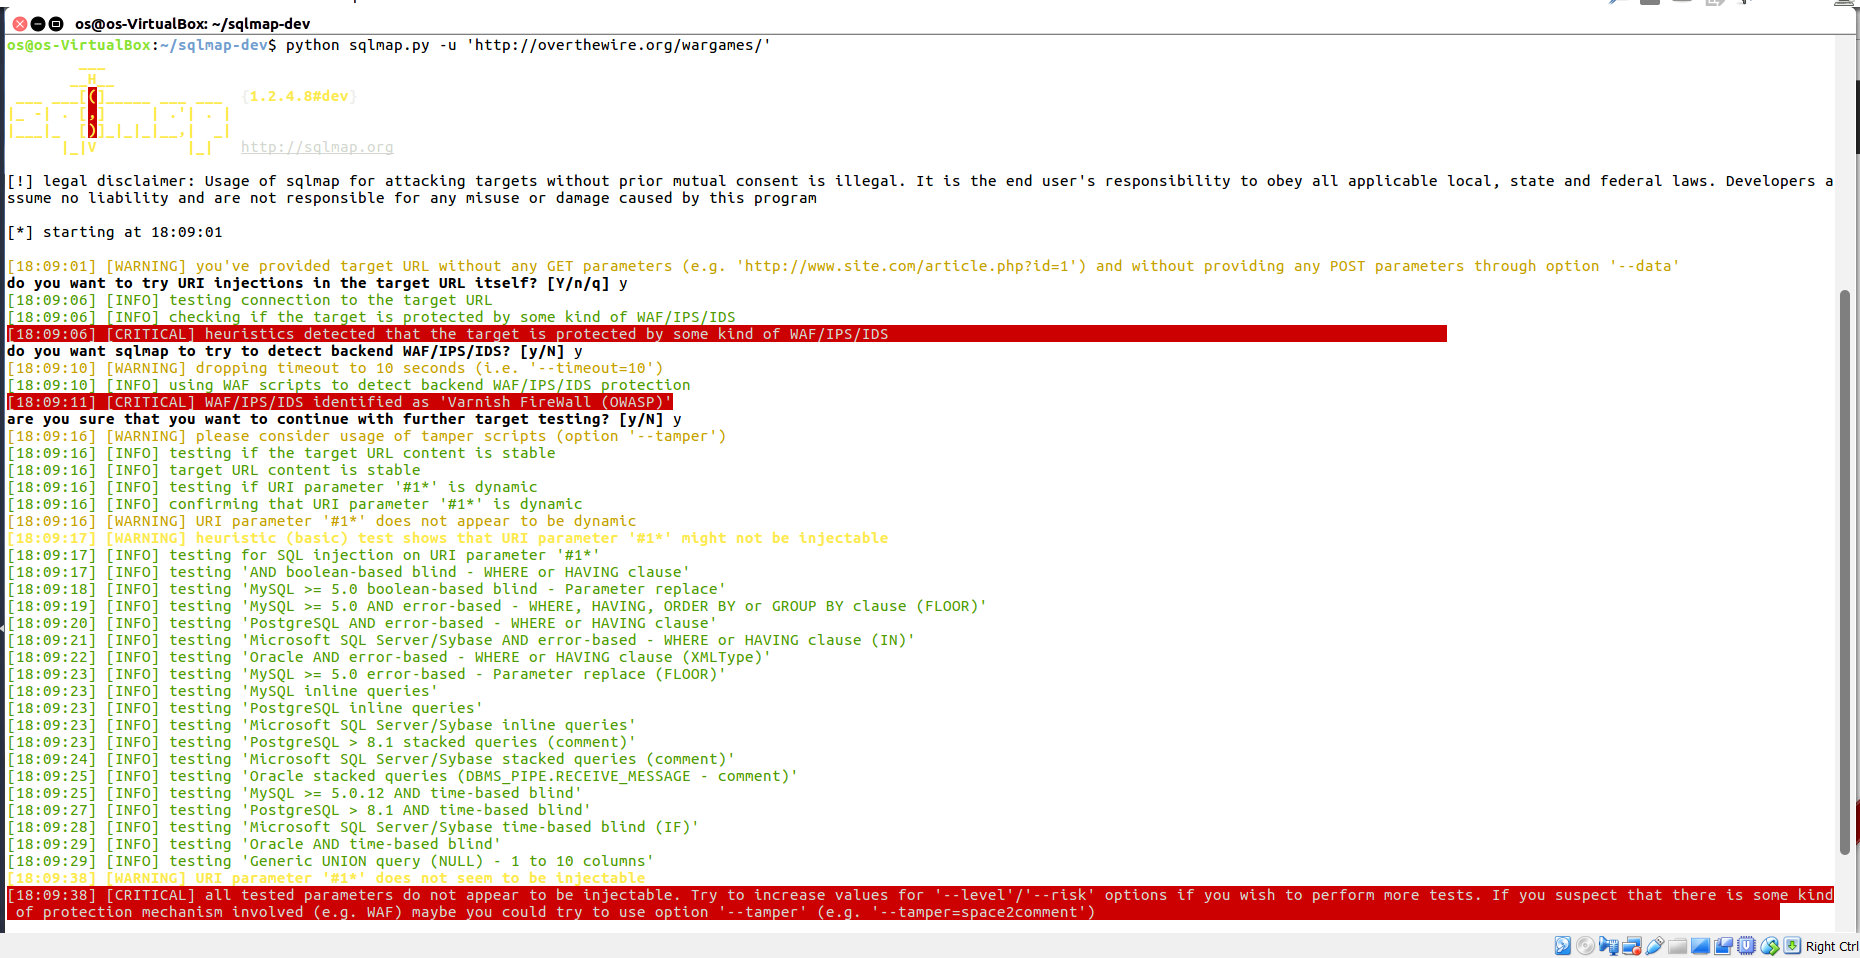 os@os-VirtualBox: ~/sqlmap-dev
os@os-VirtualBox:~/sqlmap-dev$ python sqlmap.py -u 'http://overthewire.org/wargames/'
        ___
       __H__
 ___ ___[(]_____ ___ ___  {1.2.4.8#dev}
|_ -| . [,]     | .'| . |
|___|_  [)]_|_|_|__,|  _|
      |_|V          |_|   http://sqlmap.org
[!] legal disclaimer: Usage of sqlmap for attacking targets without prior mutual consent is illegal. It is the end user's responsibility to obey all applicable local, state and federal laws. Developers a
ssume no liability and are not responsible for any misuse or damage caused by this program
[*] starting at 18:09:01
[18:09:01] [WARNING] you've provided target URL without any GET parameters (e.g. 'http://www.site.com/article.php?id=1') and without providing any POST parameters through option '--data'
do you want to try URI injections in the target URL itself? [Y/n/q] y
[18:09:06] [INFO] testing connection to the target URL
[18:09:06] [INFO] checking if the target is protected by some kind of WAF/IPS/IDS
[18:09:06] [CRITICAL] heuristics detected that the target is protected by some kind of WAF/IPS/IDS
do you want sqlmap to try to detect backend WAF/IPS/IDS? [y/N] y
[18:09:10] [WARNING] dropping timeout to 10 seconds (i.e. '--timeout=10')
[18:09:10] [INFO] using WAF scripts to detect backend WAF/IPS/IDS protection
[18:09:11] [CRITICAL] WAF/IPS/IDS identified as 'Varnish FireWall (OWASP)'
are you sure that you want to continue with further target testing? [y/N] y
[18:09:16] [WARNING] please consider usage of tamper scripts (option '--tamper')
[18:09:16] [INFO] testing if the target URL content is stable
[18:09:16] [INFO] target URL content is stable
[18:09:16] [INFO] testing if URI parameter '#1*' is dynamic
[18:09:16] [INFO] confirming that URI parameter '#1*' is dynamic
[18:09:16] [WARNING] URI parameter '#1*' does not appear to be dynamic
[18:09:17] [WARNING] heuristic (basic) test shows that URI parameter '#1*' might not be injectable
[18:09:17] [INFO] testing for SQL injection on URI parameter '#1*'
[18:09:17] [INFO] testing 'AND boolean-based blind - WHERE or HAVING clause'
[18:09:18] [INFO] testing 'MySQL >= 5.0 boolean-based blind - Parameter replace'
[18:09:19] [INFO] testing 'MySQL >= 5.0 AND error-based - WHERE, HAVING, ORDER BY or GROUP BY clause (FLOOR)'
[18:09:20] [INFO] testing 'PostgreSQL AND error-based - WHERE or HAVING clause'
[18:09:21] [INFO] testing 'Microsoft SQL Server/Sybase AND error-based - WHERE or HAVING clause (IN)'
[18:09:22] [INFO] testing 'Oracle AND error-based - WHERE or HAVING clause (XMLType)'
[18:09:23] [INFO] testing 'MySQL >= 5.0 error-based - Parameter replace (FLOOR)'
[18:09:23] [INFO] testing 'MySQL inline queries'
[18:09:23] [INFO] testing 'PostgreSQL inline queries'
[18:09:23] [INFO] testing 'Microsoft SQL Server/Sybase inline queries'
[18:09:23] [INFO] testing 'PostgreSQL > 8.1 stacked queries (comment)'
[18:09:24] [INFO] testing 'Microsoft SQL Server/Sybase stacked queries (comment)'
[18:09:25] [INFO] testing 'Oracle stacked queries (DBMS_PIPE.RECEIVE_MESSAGE - comment)'
[18:09:25] [INFO] testing 'MySQL >= 5.0.12 AND time-based blind'
[18:09:27] [INFO] testing 'PostgreSQL > 8.1 AND time-based blind'
[18:09:28] [INFO] testing 'Microsoft SQL Server/Sybase time-based blind (IF)'
[18:09:29] [INFO] testing 'Oracle AND time-based blind'
[18:09:29] [INFO] testing 'Generic UNION query (NULL) - 1 to 10 columns'
[18:09:38] [WARNING] URI parameter '#1*' does not seem to be injectable
[18:09:38] [CRITICAL] all tested parameters do not appear to be injectable. Try to increase values for '--level'/'--risk' options if you wish to perform more tests. If you suspect that there is some kind
 of protection mechanism involved (e.g. WAF) maybe you could try to use option '--tamper' (e.g. '--tamper=space2comment')
Right Ctrl